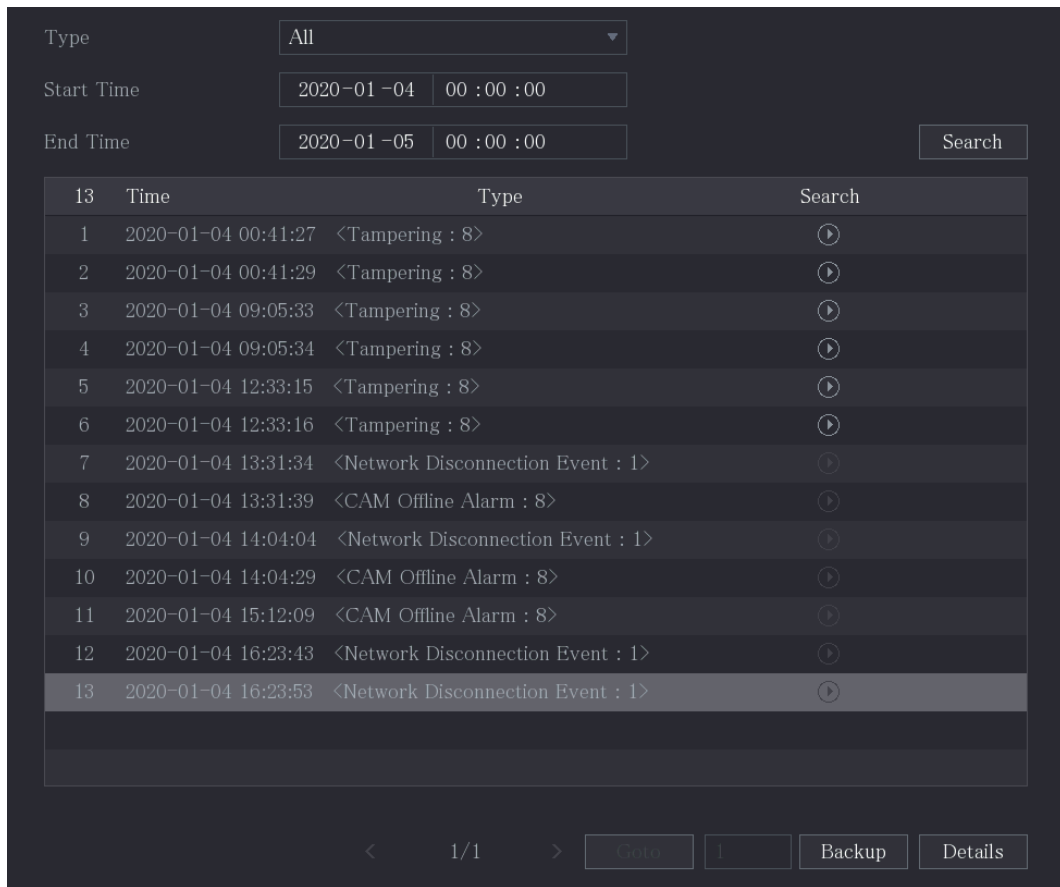 Type All
Start Time 2020-01-04 00:00:00
End Time 2020-01-05 00:00:00 Search
13 Time Type Search
1 2020-01-04 00:41:27 <Tampering : 8>
2 2020-01-04 00:41:29 <Tampering : 8>
3 2020-01-04 09:05:33 <Tampering : 8>
4 2020-01-04 09:05:34 <Tampering : 8>
5 2020-01-04 12:33:15 <Tampering : 8>
6 2020-01-04 12:33:16 <Tampering : 8>
7 2020-01-04 13:31:34 <Network Disconnection Event : 1>
8 2020-01-04 13:31:39 <CAM Offline Alarm : 8>
9 2020-01-04 14:04:04 <Network Disconnection Event : 1>
10 2020-01-04 14:04:29 <CAM Offline Alarm : 8>
11 2020-01-04 15:12:09 <CAM Offline Alarm : 8>
12 2020-01-04 16:23:43 <Network Disconnection Event : 1>
13 2020-01-04 16:23:53 <Network Disconnection Event : 1>
< 1/1 > Goto 1 Backup Details